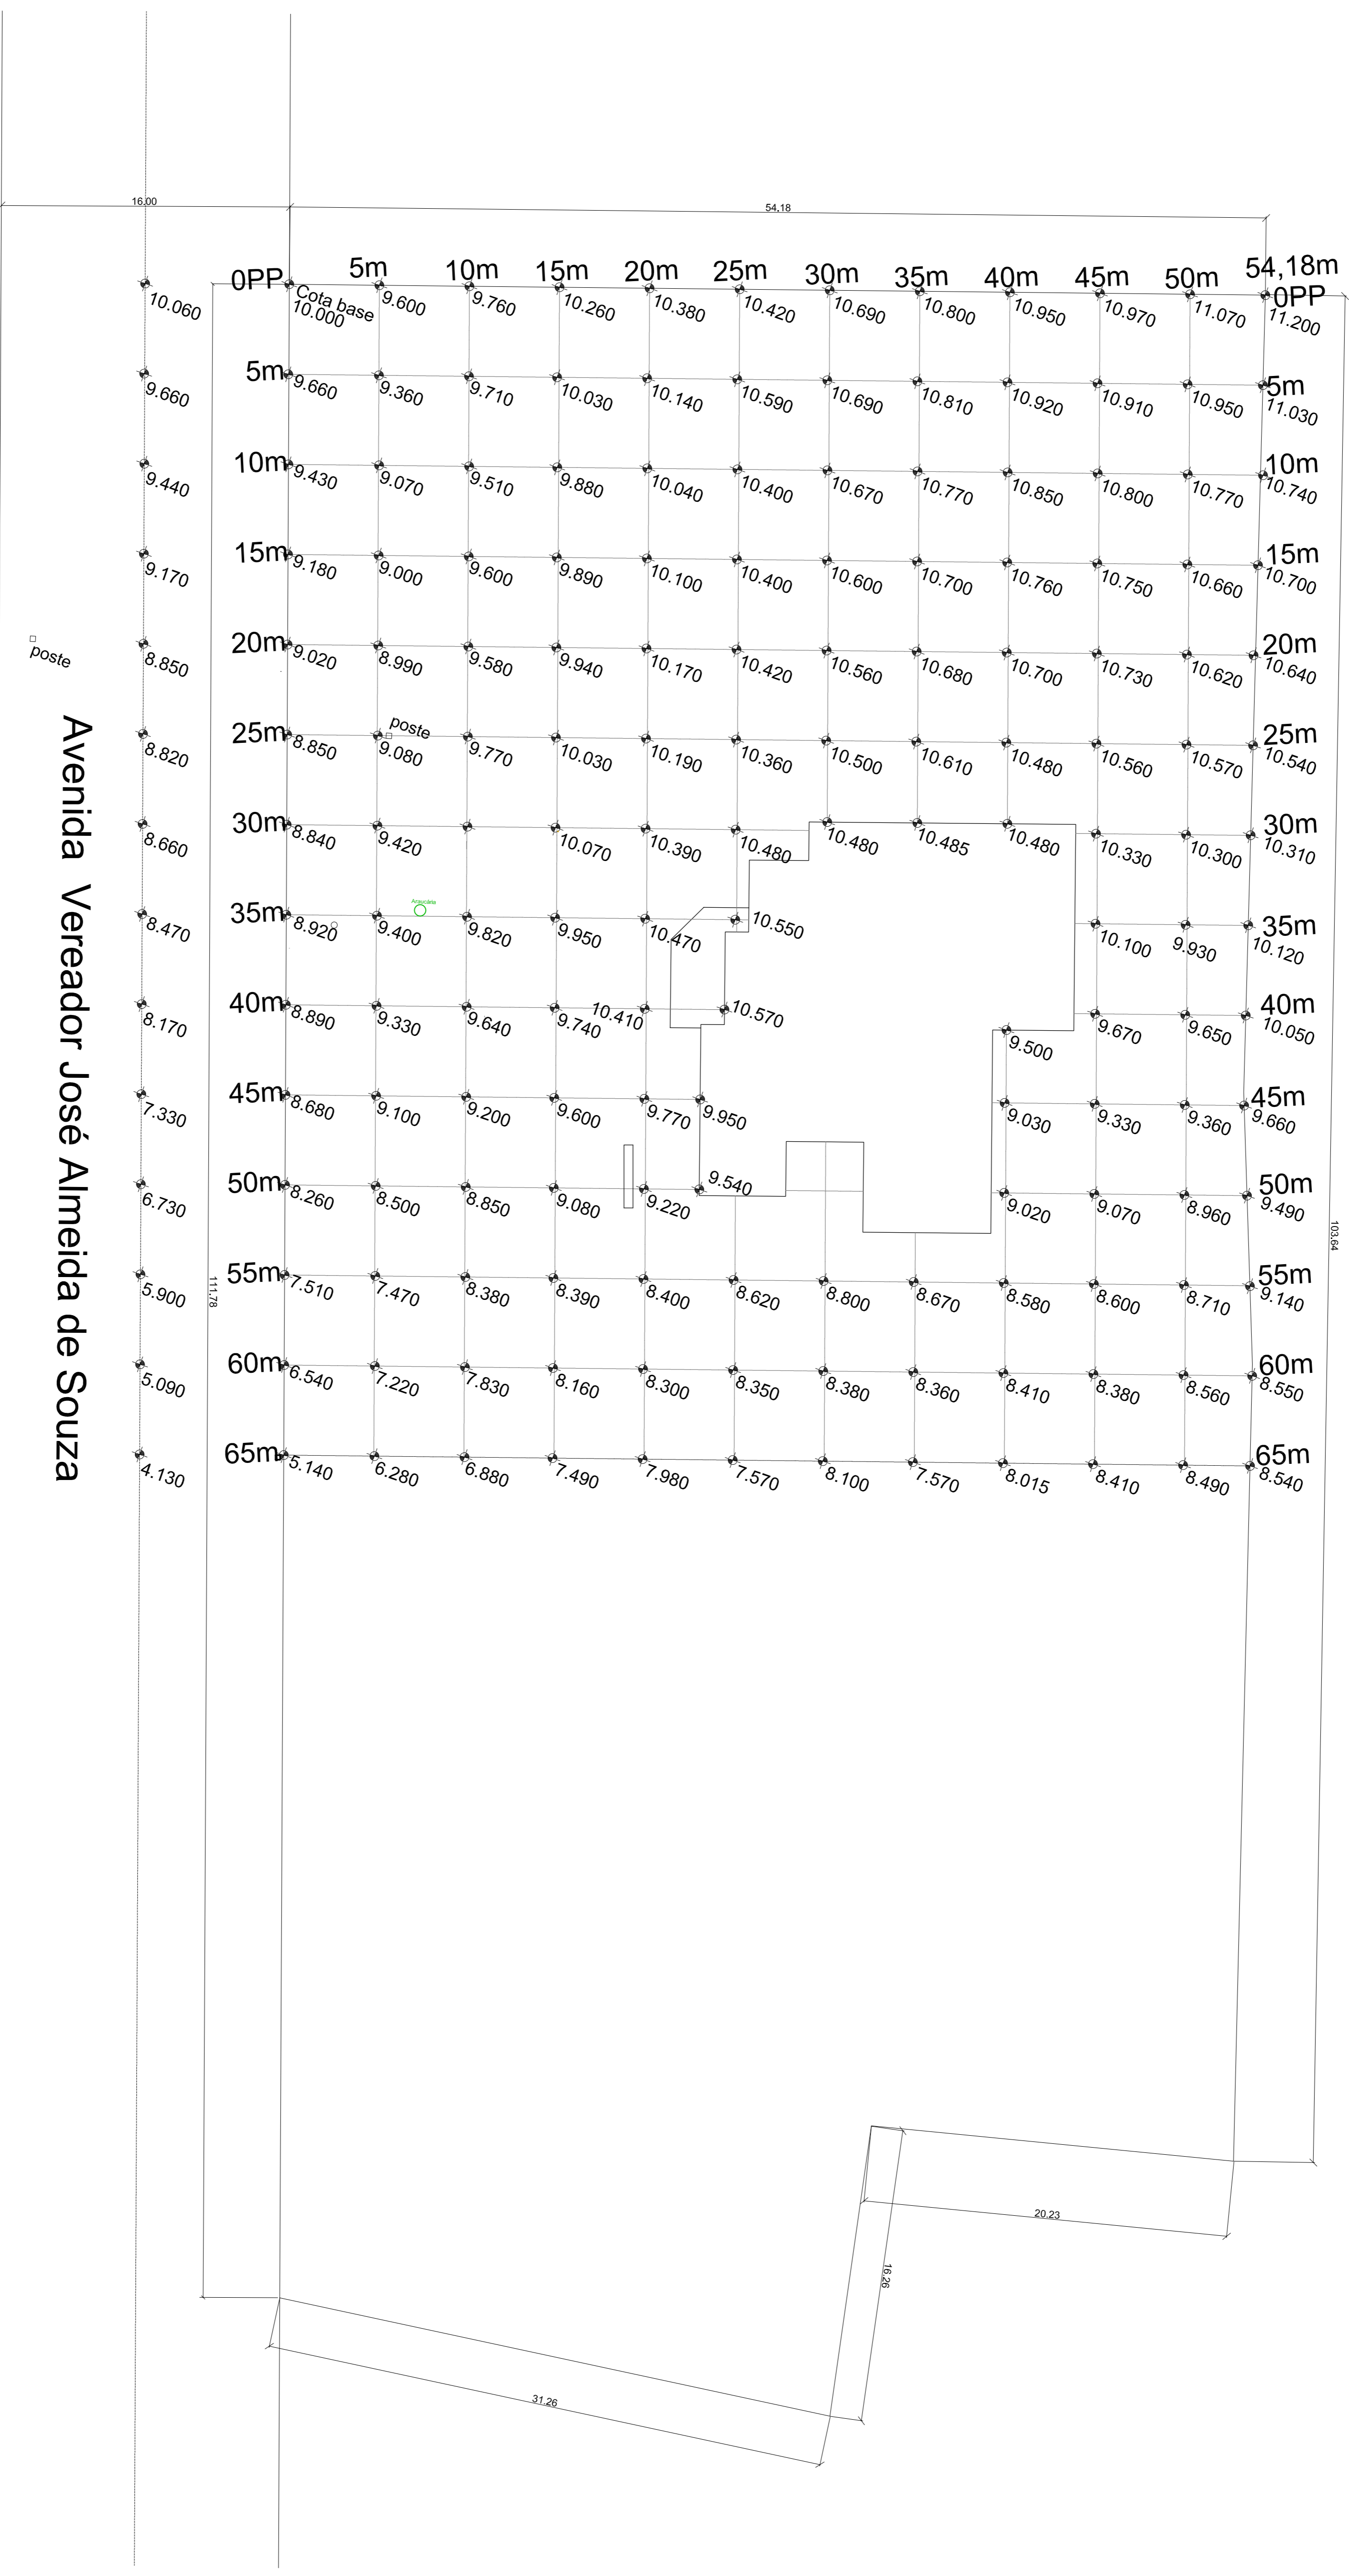 16.00
54,18
5m 10m 15m 20m 25m 30m 35m 40m 45m 50m 54,18m
0PP 0PP
Cota base
10.060 10.000 9.600 9.760 10.260 10.380 10.420 10.690 10.800 10.950 10.970 11.070 11.200
5m 5m
9.660 9.660 9.360 9.710 10.030 10.140 10.590 10.690 10.810 10.920 10.910 10.950 11.030
10m 10m
9.440 9.430 9.070 9.510 9.880 10.040 10.400 10.670 10.770 10.850 10.800 10.770 10.740
15m 15m
9.170 9.180 9.000 9.600 9.890 10.100 10.400 10.600 10.700 10.760 10.750 10.660 10.700
20m 20m
poste
8.850 9.020 8.990 9.580 9.940 10.170 10.420 10.560 10.680 10.700 10.730 10.620 10.640
poste
25m 25m
8.820 8.850 9.080 9.770 10.030 10.190 10.360 10.500 10.610 10.480 10.560 10.570 10.540
30m 30m
8.660 8.840 9.420 10.070 10.390 10.480 10.480 10.485 10.480 10.330 10.300 10.310
Araucária
35m 35m
8.470 8.920 9.400 9.820 9.950 10.470 10.550 10.100 9.930 10.120
40m 40m
8.170 8.890 9.330 9.640 9.740 10.410 10.570 9.500 9.670 9.650 10.050
45m 45m
7.330 8.680 9.100 9.200 9.600 9.770 9.950 9.030 9.330 9.360 9.660
50m 50m
6.730 8.260 8.500 8.850 9.080 9.220 9.540 9.020 9.070 8.960 9.490
55m 55m
5.900 7.510 7.470 8.380 8.390 8.400 8.620 8.800 8.670 8.580 8.600 8.710 9.140
60m 60m
5.090 6.540 7.220 7.830 8.160 8.300 8.350 8.380 8.360 8.410 8.380 8.560 8.550
65m 65m
4.130 5.140 6.280 6.880 7.490 7.980 7.570 8.100 7.570 8.015 8.410 8.490 8.540
Avenida Vereador José Almeida de Souza
111,78
103.64
20.23
16.26
31.26